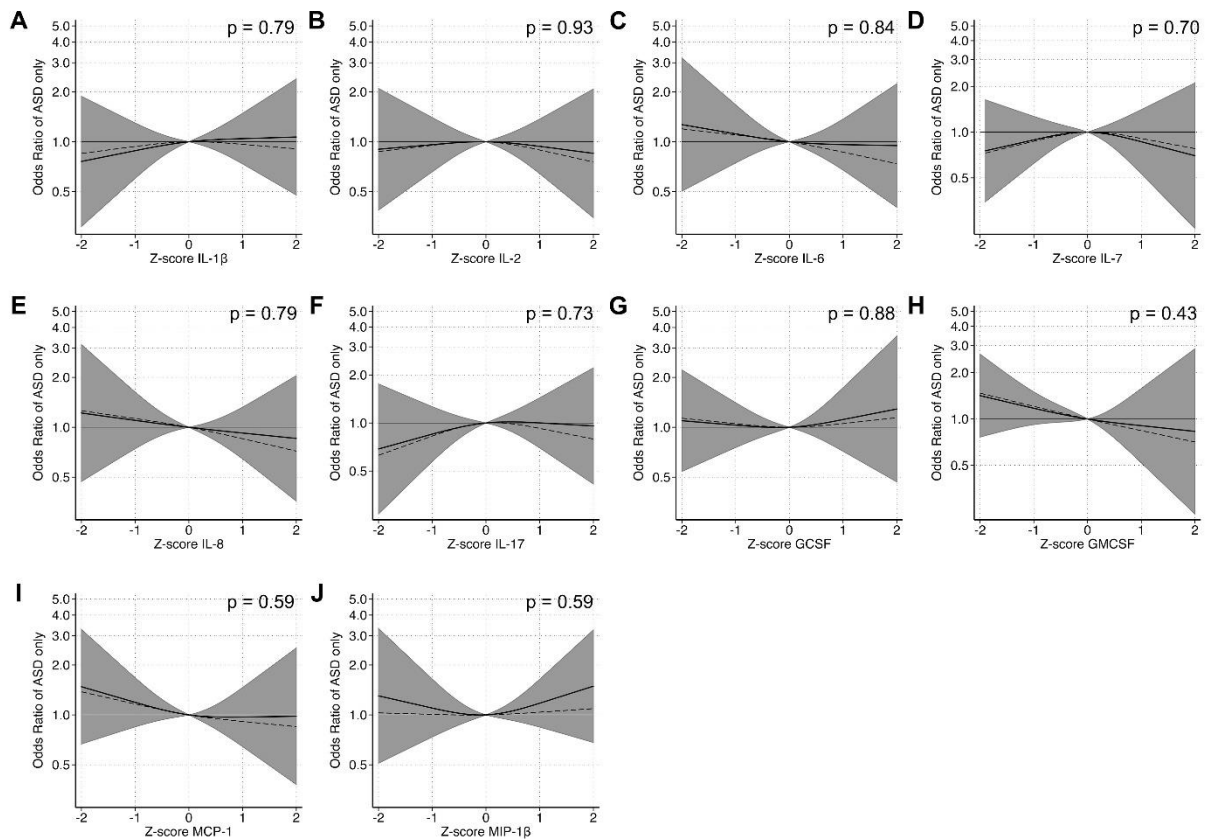 A
p = 0.79
Odds Ratio of ASD only
5.0
4.0
3.0
2.0
1.0
0.5
-2 -1 0 1 2
Z-score IL-1β
B
p = 0.93
Odds Ratio of ASD only
5.0
4.0
3.0
2.0
1.0
0.5
-2 -1 0 1 2
Z-score IL-2
C
p = 0.84
Odds Ratio of ASD only
5.0
4.0
3.0
2.0
1.0
0.5
-2 -1 0 1 2
Z-score IL-6
D
p = 0.70
Odds Ratio of ASD only
5.0
4.0
3.0
2.0
1.0
0.5
-2 -1 0 1 2
Z-score IL-7
E
p = 0.79
Odds Ratio of ASD only
5.0
4.0
3.0
2.0
1.0
0.5
-2 -1 0 1 2
Z-score IL-8
F
p = 0.73
Odds Ratio of ASD only
5.0
4.0
3.0
2.0
1.0
0.5
-2 -1 0 1 2
Z-score IL-17
G
p = 0.88
Odds Ratio of ASD only
5.0
4.0
3.0
2.0
1.0
0.5
-2 -1 0 1 2
Z-score GCSF
H
p = 0.43
Odds Ratio of ASD only
5.0
4.0
3.0
2.0
1.0
0.5
-2 -1 0 1 2
Z-score GMCSF
I
p = 0.59
Odds Ratio of ASD only
5.0
4.0
3.0
2.0
1.0
0.5
-2 -1 0 1 2
Z-score MCP-1
J
p = 0.59
Odds Ratio of ASD only
5.0
4.0
3.0
2.0
1.0
0.5
-2 -1 0 1 2
Z-score MIP-1β